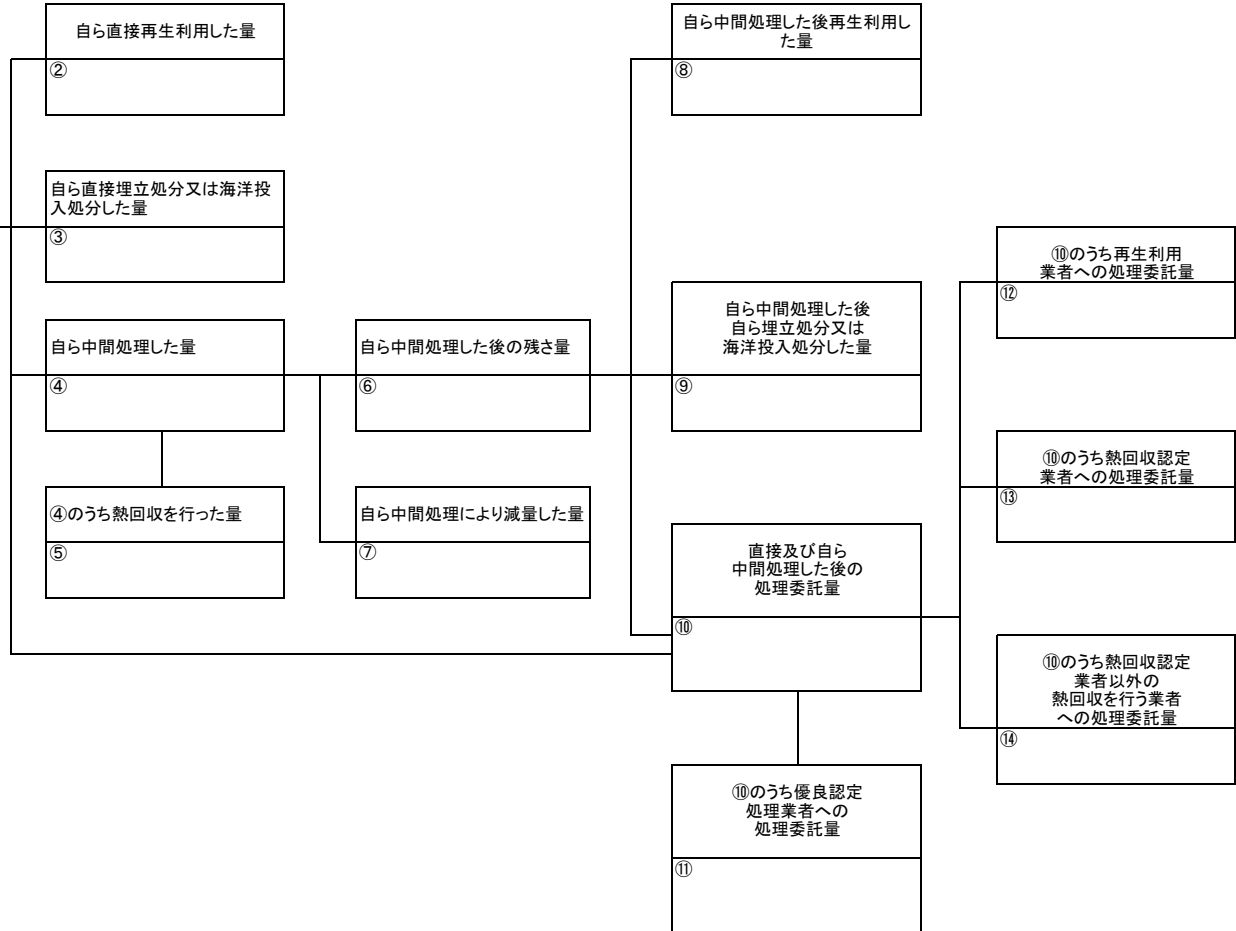 自ら直接再生利用した量
②
自ら直接埋立処分又は海洋投
入処分した量
③
自ら中間処理した量
④
④のうち熱回収を行った量
⑤
自ら中間処理した後の残さ量
⑥
自ら中間処理により減量した量
⑦
自ら中間処理した後再生利用し
た量
⑧
自ら中間処理した後
自ら埋立処分又は
海洋投入処分した量
⑨
直接及び自ら
中間処理した後の
処理委託量
⑩
⑩のうち優良認定
処理業者への
処理委託量
⑪
⑩のうち再生利用
業者への処理委託量
⑫
⑩のうち熱回収認定
業者への処理委託量
⑬
⑩のうち熱回収認定
業者以外の
熱回収を行う業者
への処理委託量
⑭